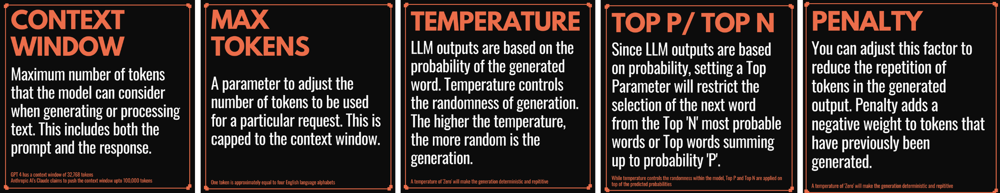 CONTEXT
WINDOW
Maximum number of tokens
that the model can consider
when generating or processing
text. This includes both the
prompt and the response.
GPT 4 has a context window of 32,768 tokens
Anthropic AI's Claude claims to push the context window upto 100,000 tokens
MAX
TOKENS
A parameter to adjust the
number of tokens to be used
for a particular request. This is
capped to the context window.
One token is approximately equal to four English language alphabets
TEMPERATURE
LLM outputs are based on the
probability of the generated
word. Temperature controls
the randomness of generation.
The higher the temperature,
the more random is the
generation.
A temperature of 'Zero' will make the generation deterministic and repititive
TOP P/ TOP N
Since LLM outputs are based
on probability, setting a Top
Parameter will restrict the
selection of the next word
from the Top 'N' most probable
words or Top words summing
up to probability 'P'.
While temperature controls the randomness within the model, Top P and Top N are applied on
top of the predicted probabilities
PENALTY
You can adjust this factor to
reduce the repetition of
tokens in the generated
output. Penalty adds a
negative weight to tokens that
have previously been
generated.
A temperature of 'Zero' will make the generation deterministic and repititive